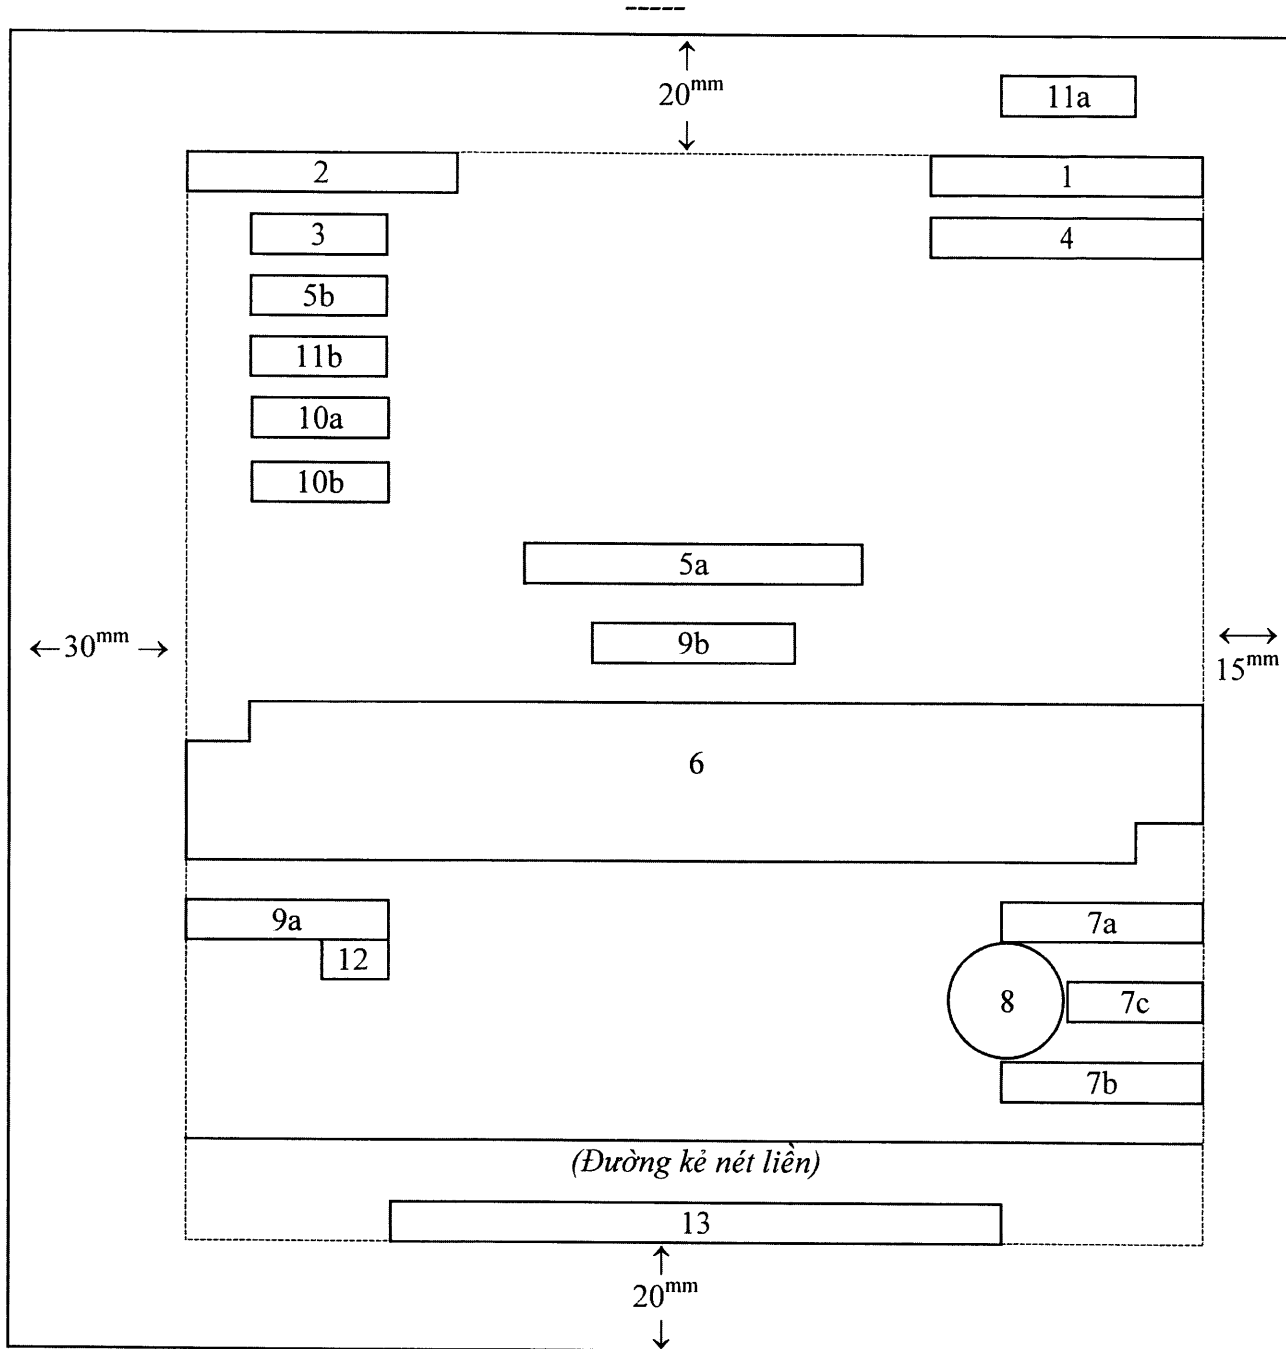 -----
20mm
11a
2
1
3
4
5b
11b
10a
10b
5a
9b
←30mm →
15mm
6
9a
7a
12
8
7c
7b
(Đường kẻ nét liền)
13
20mm